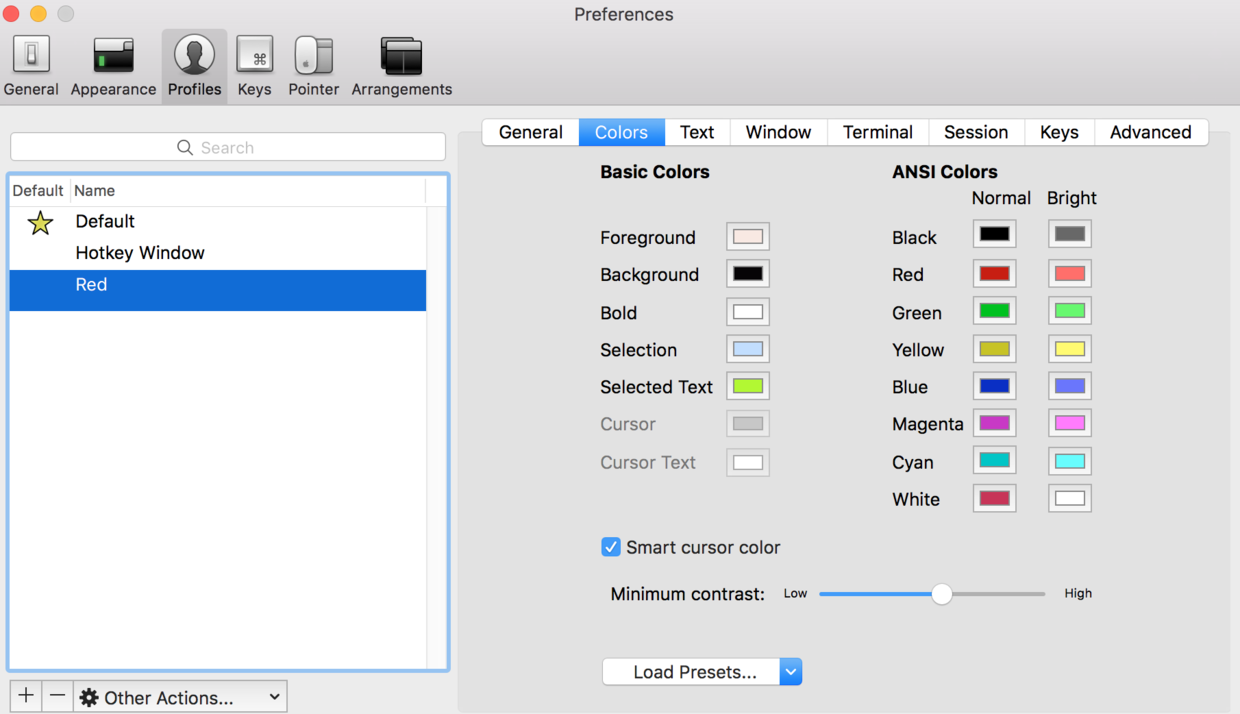 Preferences
General Appearance Profiles Keys Pointer Arrangements
Search
Default Name
Default
Hotkey Window
Red
Other Actions...
General Colors Text Window Terminal Session Keys Advanced
Basic Colors
Foreground
Background
Bold
Selection
Selected Text
Cursor
Cursor Text
ANSI Colors
Normal Bright
Black
Red
Green
Yellow
Blue
Magenta
Cyan
White
Smart cursor color
Minimum contrast: Low High
Load Presets...